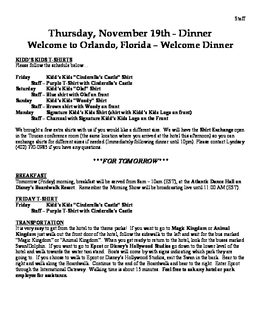 Staff
Thursday, November 19th - Dinner
Welcome to Orlando, Florida – Welcome Dinner
KIDD'S KIDS T-SHIRTS
Please follow the schedule below…
Friday Kidd's Kids "Cinderella's Castle" Shirt
Staff - Purple T-Shirt with Cinderella's Castle
Saturday Kidd's Kids "Olaf" Shirt
Staff - Blue shirt with Olaf on front
Sunday Kidd's Kids "Woody" Shirt
Staff - Brown shirt with Woody on front
Monday Signature Kidd's Kids Shirt (shirt with Kidd's Kids Logo on front)
Staff - Charcoal with Signature Kidd's Kids Logo on the Front
We brought a few extra shirts with us if you would like a different size. We will have the Shirt Exchange open
in the Toucan conference room (the same location where you arrived at the hotel this afternoon) so you can
exchange shirts for different sizes if needed (immediately following dinner until 10pm). Please contact Lyndsey
if you have any questions.
***FOR TOMORROW***
BREAKFAST
Tomorrow (Friday) morning, breakfast will be served from 8am – 10am (EST), at the Atlantic Dance Hall on
Disney's Boardwalk Resort. Remember the Morning Show will be broadcasting live until 11:00 AM (EST).
FRIDAY T-SHIRT
Friday Kidd's Kids "Cinderella's Castle" Shirt
Staff – Purple T-Shirt with Cinderella's Castle
TRANSPORTATION
It is very easy to get from the hotel to the theme parks! If you want to go to Magic Kingdom or Animal
Kingdom just walk out the front door of the hotel, follow the sidewalk to the left and wait for the bus marked
"Magic Kingdom" or "Animal Kingdom". When you get ready to return to the hotel, look for the buses marked
Swan/Dolphin. If you want to go to Epcot or Disney's Hollywood Studios go down to the lower level of the
hotel and walk towards the water taxi stand. Boats will come by with signs indicating which park they are
going to. If you choose to walk to Epcot or Disney's Hollywood Studios, exit the Swan in the back. Bear to the
right and walk along the Boardwalk. Continue to the end of the Boardwalk and bear to the right. Enter Epcot
through the International Gateway. Walking time is about 15 minutes. Feel free to ask any hotel or park
employee for assistance.